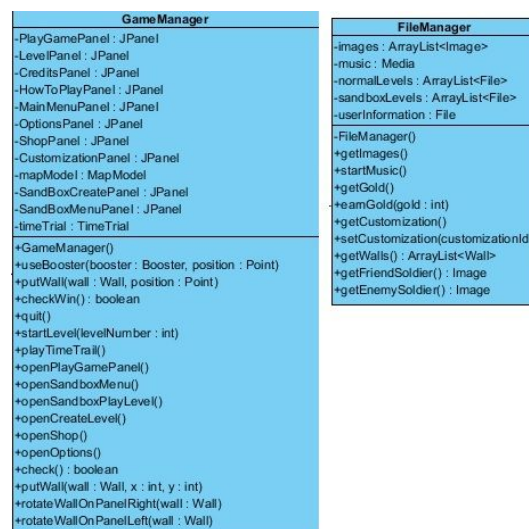 GameManager
-PlayGamePanel : JPanel
-LevelPanel : JPanel
-CreditsPanel : JPanel
-HowToPlayPanel : JPanel
-MainMenuPanel : JPanel
-OptionsPanel : JPanel
-ShopPanel : JPanel
-CustomizationPanel : JPanel
-mapModel : MapModel
-SandBoxCreatePanel : JPanel
-SandBoxMenuPanel : JPanel
-timeTrial : TimeTrial
+GameManager()
+useBooster(booster : Booster, position : Point)
+putWall(wall : Wall, position : Point)
+checkWin() : boolean
+quit()
+startLevel(levelNumber : int)
+playTimeTrail()
+openPlayGamePanel()
+openSandboxMenu()
+openSandboxPlayLevel()
+openCreateLevel()
+openShop()
+openOptions()
+check() : boolean
+putWall(wall : Wall, x : int, y : int)
+rotateWallOnPanelRight(wall : Wall)
+rotateWallOnPanelLeft(wall : Wall)
FileManager
-images : ArrayList<Image>
-music : Media
-normalLevels : ArrayList<File>
-sandboxLevels : ArrayList<File>
-userInformation : File
-FileManager()
+getImages()
+startMusic()
+getGold()
+earnGold(gold : int)
+getCustomization()
+setCustomization(customizationId
+getWalls() : ArrayList<Wall>
+getFriendSoldier() : Image
+getEnemySoldier() : Image